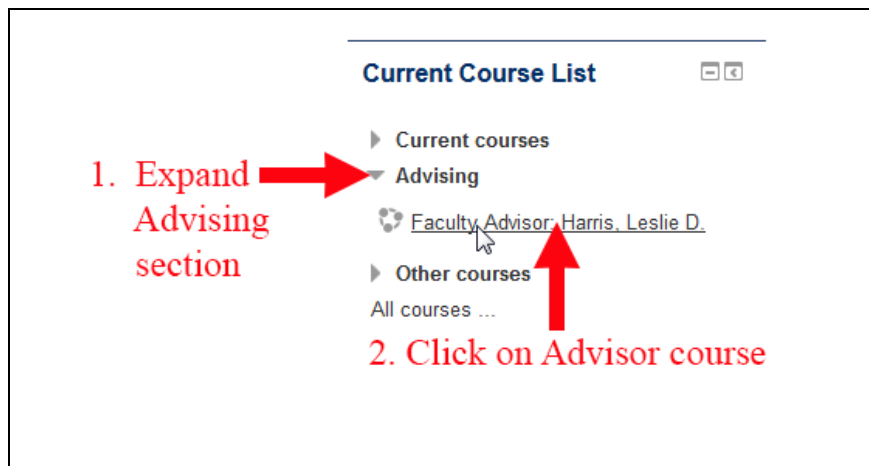 Current Course List
Current courses
1. Expand
Advising
section
Advising
Faculty Advisor: Harris, Leslie D.
Other courses
All courses ...
2. Click on Advisor course